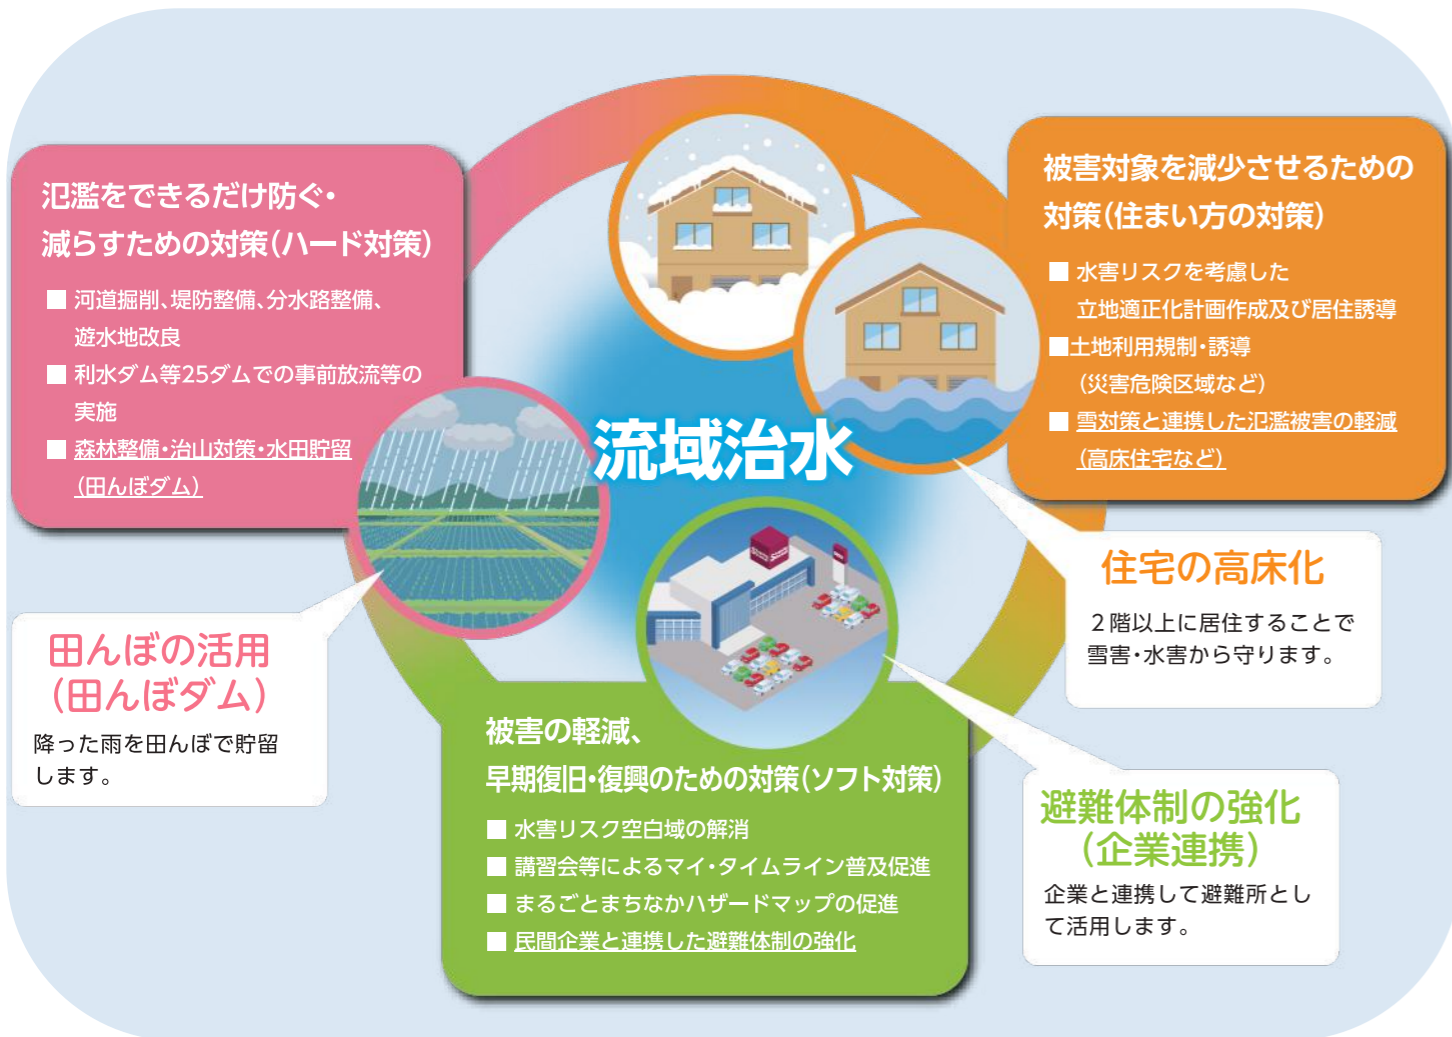 氾濫をできるだけ防ぐ・
減らすための対策（ハード対策）
■ 河道掘削、堤防整備、分水路整備、
遊水地改良
■ 利水ダム等25ダムでの事前放流等の
実施
■ 森林整備・治山対策・水田貯留
（田んぼダム）
被害対象を減少させるための
対策（住まい方の対策）
■ 水害リスクを考慮した
立地適正化計画作成及び居住誘導
■土地利用規制・誘導
（災害危険区域など）
■ 雪対策と連携した氾濫被害の軽減
（高床住宅など）
流域治水
住宅の高床化
２階以上に居住することで
雪害・水害から守ります。
田んぼの活用
（田んぼダム）
降った雨を田んぼで貯留
します。
被害の軽減、
早期復旧・復興のための対策（ソフト対策）
■ 水害リスク空白域の解消
■ 講習会等によるマイ・タイムライン普及促進
■ まるごとまちなかハザードマップの促進
■ 民間企業と連携した避難体制の強化
避難体制の強化
（企業連携）
企業と連携して避難所とし
て活用します。